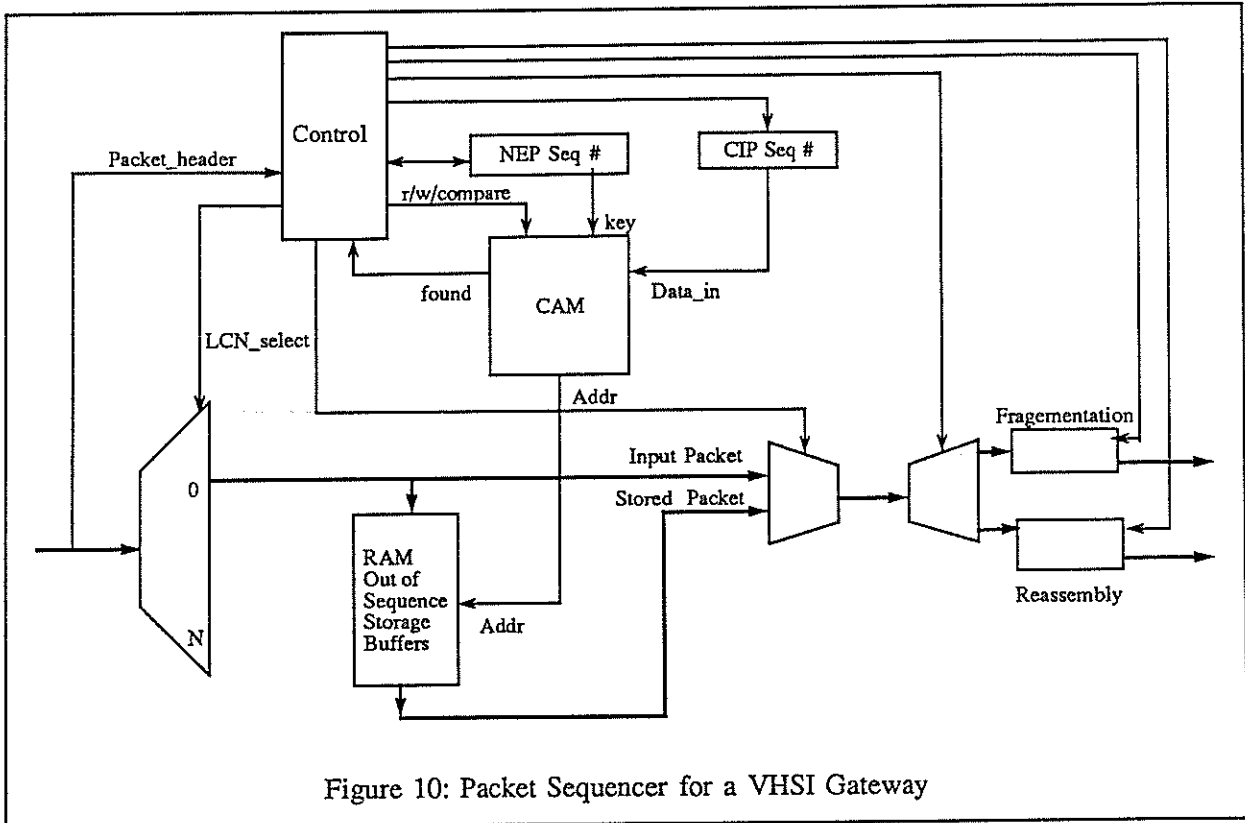 Control
Packet_header
NEP Seq #
CIP Seq #
r/w/compare
key
found
CAM
Data_in
LCN_select
Addr
Fragementation
0
Input Packet
Stored Packet
RAM
Out of
Sequence
Storage
Buffers
Addr
N
Reassembly
Figure 10: Packet Sequencer for a VHSI Gateway